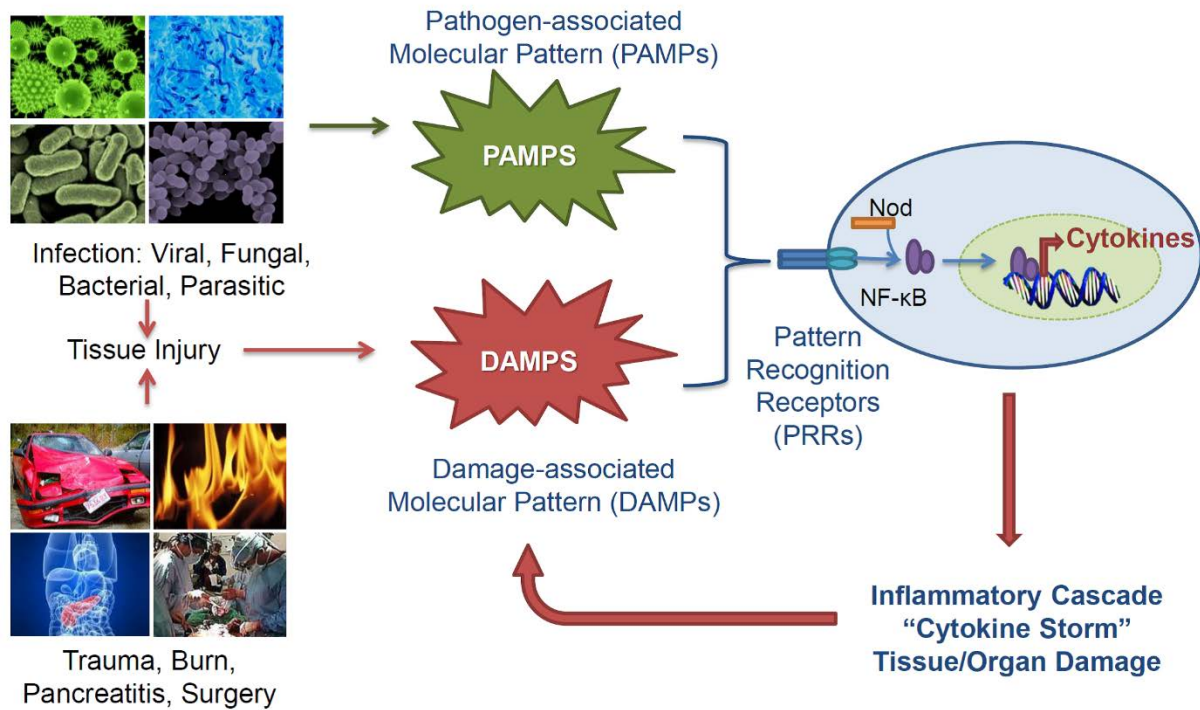 Pathogen-associated
Molecular Pattern (PAMPs)
PAMPS
Infection: Viral, Fungal,
Bacterial, Parasitic
Tissue Injury
DAMPS
Damage-associated
Molecular Pattern (DAMPs)
Trauma, Burn,
Pancreatitis, Surgery
Nod
NF-κB
Cytokines
Pattern
Recognition
Receptors
(PRRs)
Inflammatory Cascade
“Cytokine Storm”
Tissue/Organ Damage